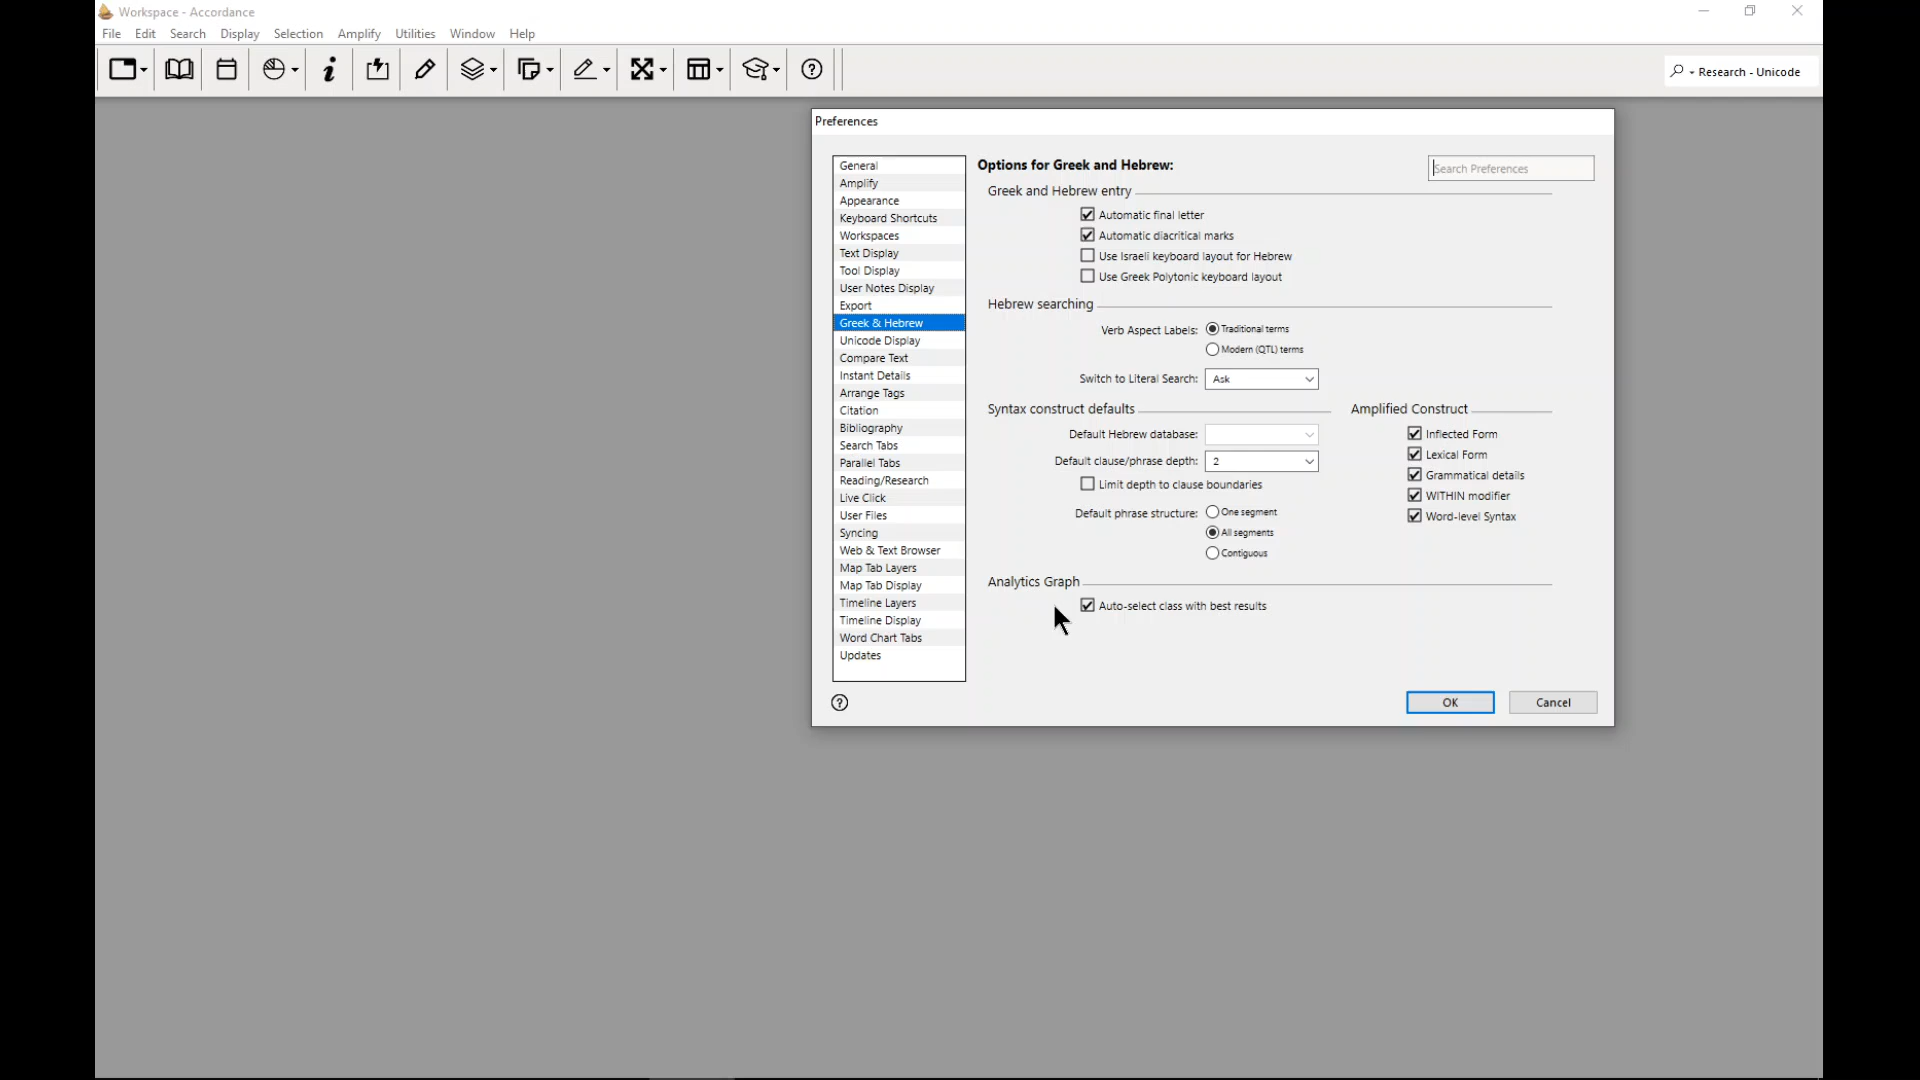 Workspace - Accordance
File Edit Search Display Selection Amplify Utilities Window Help
Research - Unicode
Preferences
General
Amplify
Appearance
Keyboard Shortcuts
Workspaces
Text Display
Tool Display
User Notes Display
Export
Greek & Hebrew
Unicode Display
Compare Text
Instant Details
Arrange Tags
Citation
Bibliography
Search Tabs
Parallel Tabs
Reading/Research
Live Click
User Files
Syncing
Web & Text Browser
Map Tab Layers
Map Tab Display
Timeline Layers
Timeline Display
Word Chart Tabs
Updates
Options for Greek and Hebrew:
Search Preferences
Greek and Hebrew entry
Automatic final letter
Automatic diacritical marks
Use Israeli keyboard layout for Hebrew
Use Greek Polytonic keyboard layout
Hebrew searching
Verb Aspect Labels: Traditional terms
Modern (QTL) terms
Switch to Literal Search: Ask
Syntax construct defaults
Default Hebrew database:
Default clause/phrase depth: 2
Limit depth to clause boundaries
Default phrase structure: One segment
All segments
Contiguous
Amplified Construct
Inflected Form
Lexical Form
Grammatical details
WITHIN modifier
Word-level Syntax
Analytics Graph
Auto-select class with best results
OK Cancel